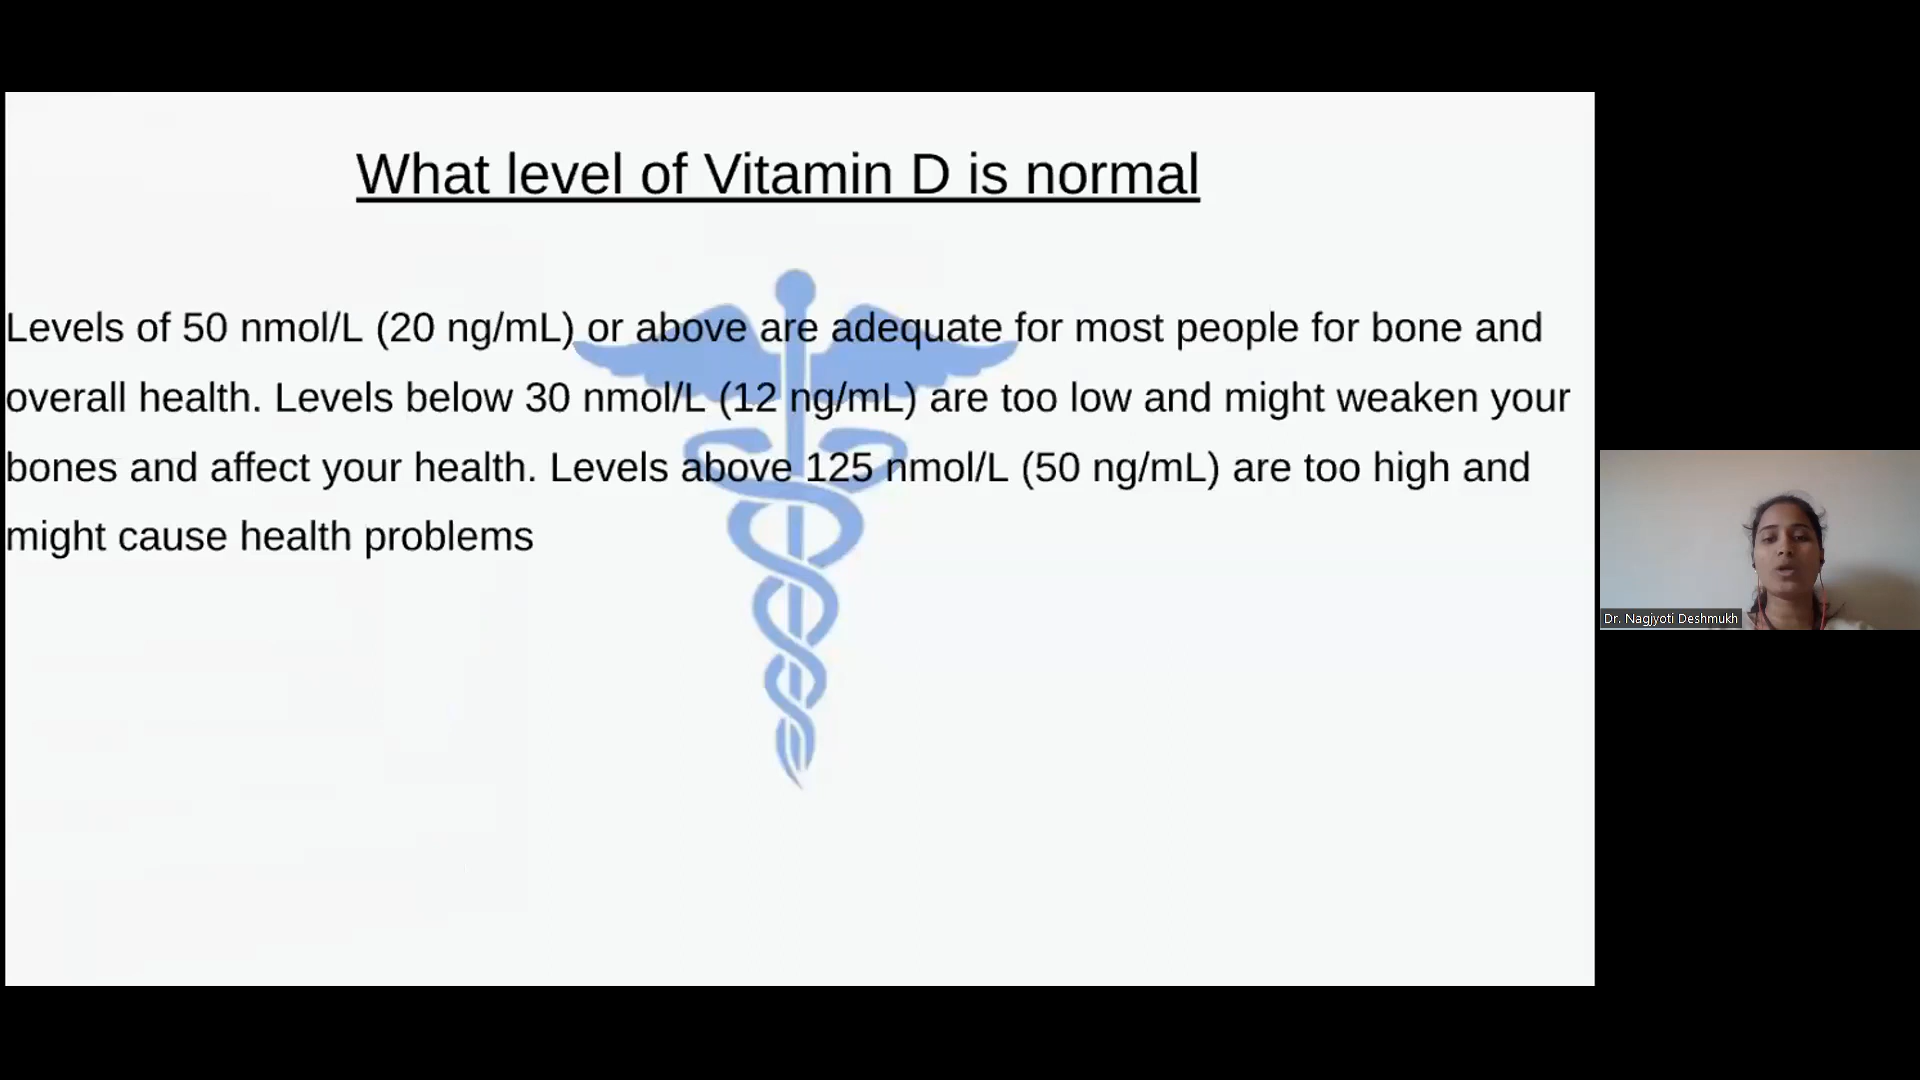 What level of Vitamin D is normal
Levels of 50 nmol/L (20 ng/mL) or above are adequate for most people for bone and
overall health. Levels below 30 nmol/L (12 ng/mL) are too low and might weaken your
bones and affect your health. Levels above 125 nmol/L (50 ng/mL) are too high and
might cause health problems
Dr. Nagjyoti Deshmukh